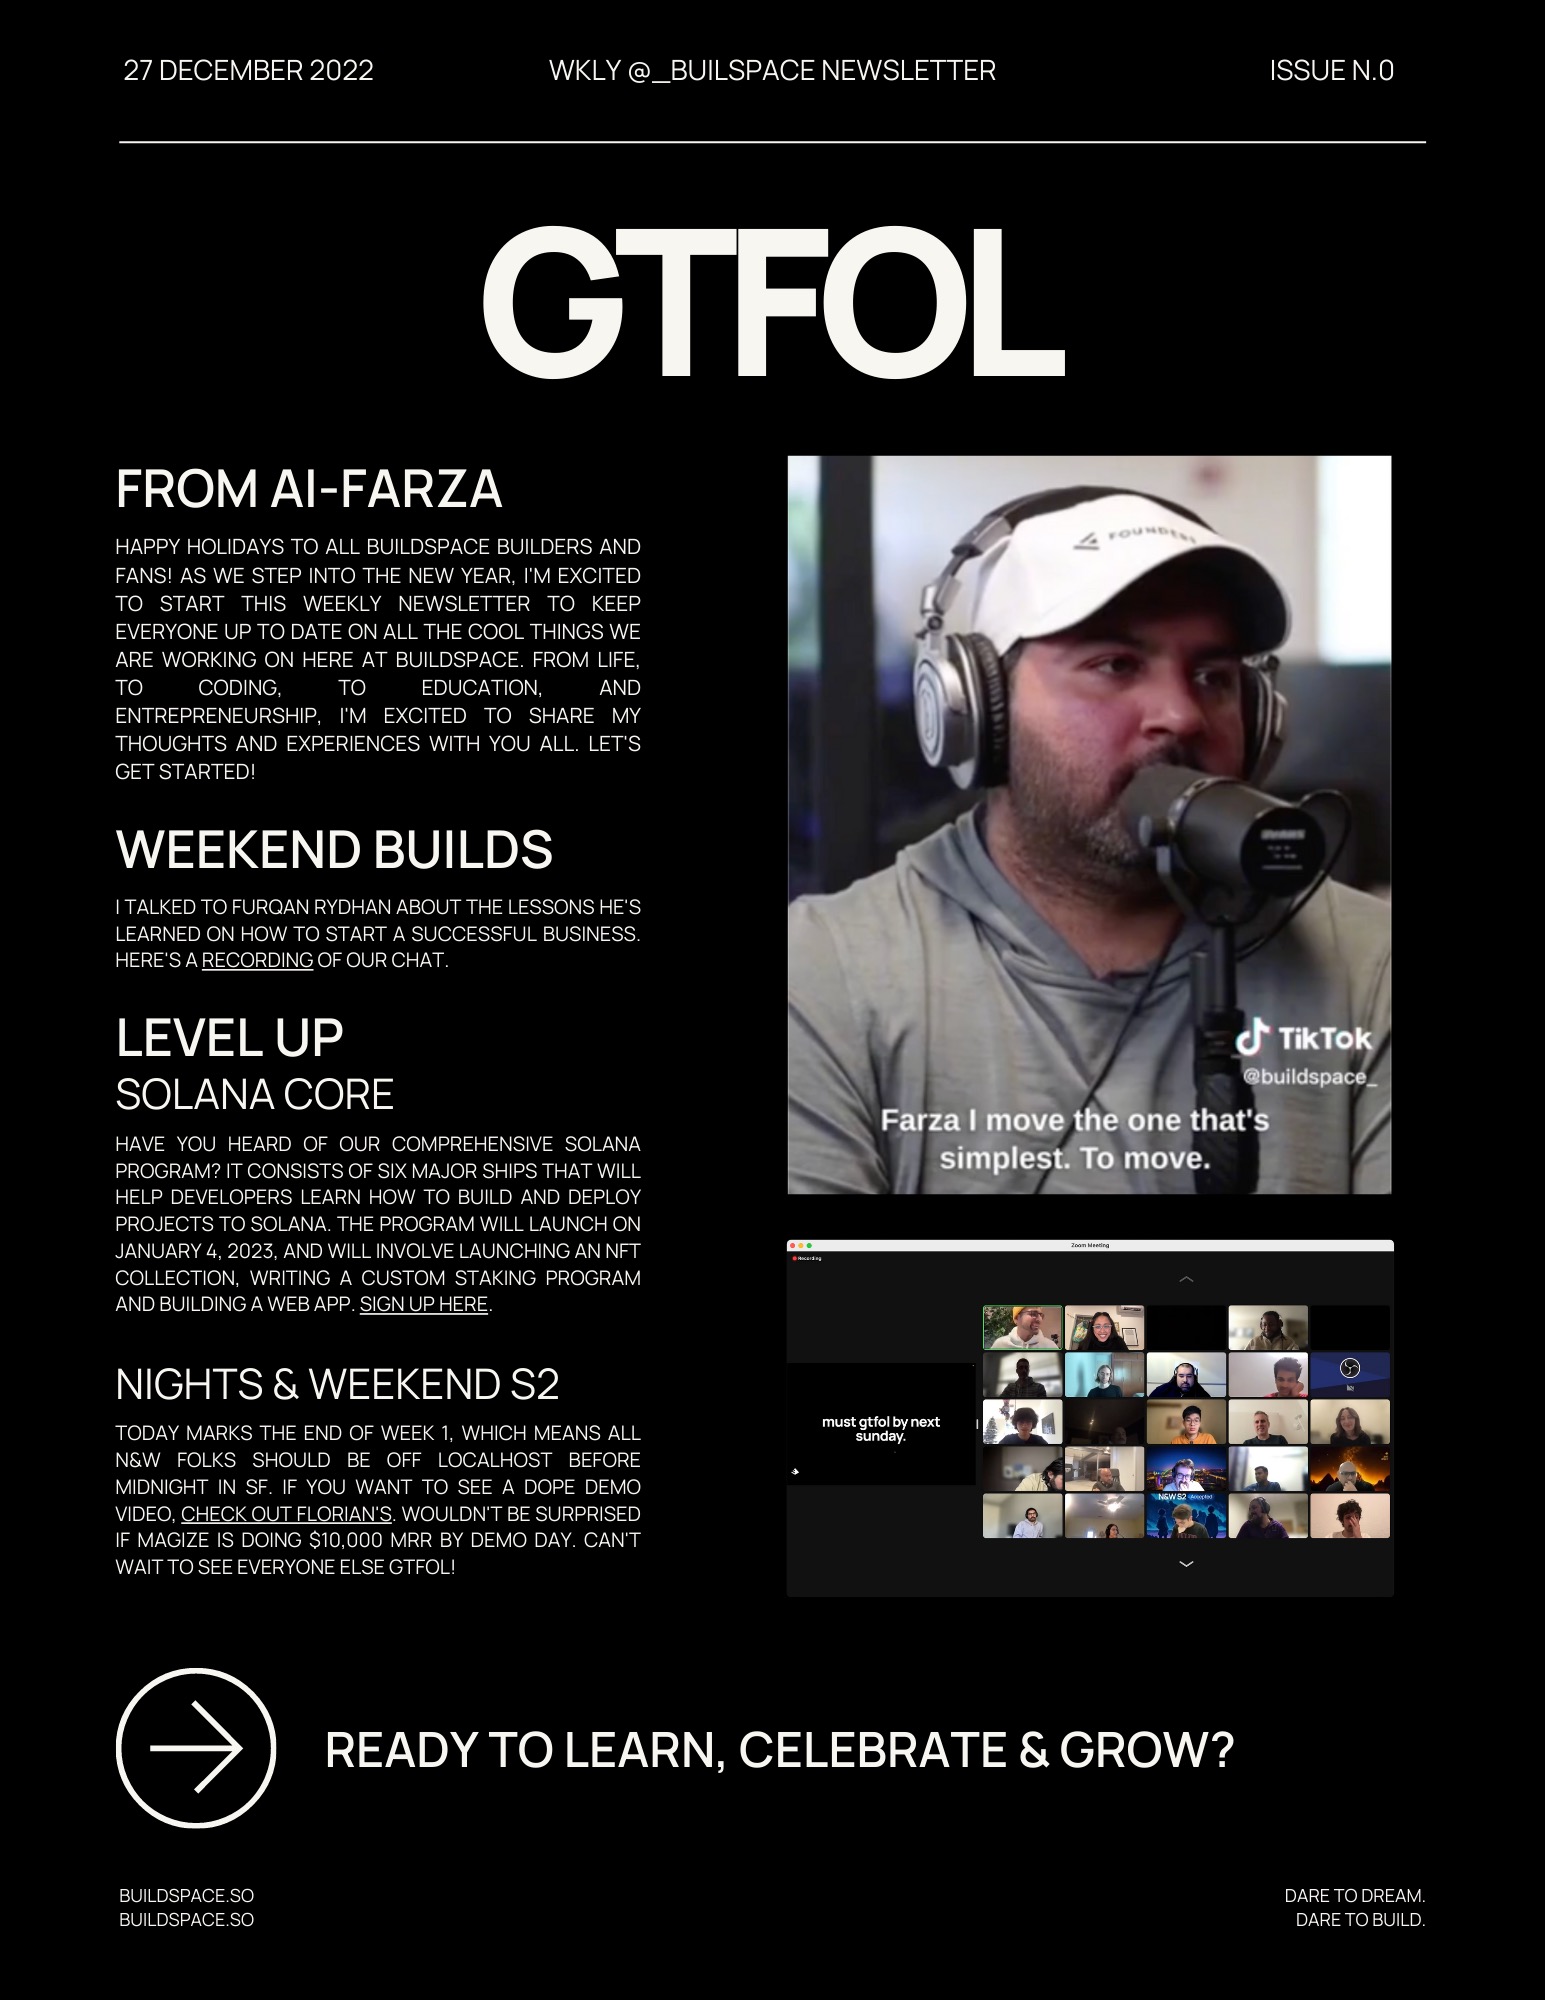 27 DECEMBER 2022
WKLY @_BUILSPACE NEWSLETTER
ISSUE N.0
GTFOL
FROM AI-FARZA
HAPPY HOLIDAYS TO ALL BUILDSPACE BUILDERS AND
FANS! AS WE STEP INTO THE NEW YEAR, I'M EXCITED
TO START THIS WEEKLY NEWSLETTER TO KEEP
EVERYONE UP TO DATE ON ALL THE COOL THINGS WE
ARE WORKING ON HERE AT BUILDSPACE. FROM LIFE,
TO CODING, TO EDUCATION, AND
ENTREPRENEURSHIP, I'M EXCITED TO SHARE MY
THOUGHTS AND EXPERIENCES WITH YOU ALL. LET'S
GET STARTED!
WEEKEND BUILDS
I TALKED TO FURQAN RYDHAN ABOUT THE LESSONS HE'S
LEARNED ON HOW TO START A SUCCESSFUL BUSINESS.
HERE'S A RECORDING OF OUR CHAT.
LEVEL UP
SOLANA CORE
HAVE YOU HEARD OF OUR COMPREHENSIVE SOLANA
PROGRAM? IT CONSISTS OF SIX MAJOR SHIPS THAT WILL
HELP DEVELOPERS LEARN HOW TO BUILD AND DEPLOY
PROJECTS TO SOLANA. THE PROGRAM WILL LAUNCH ON
JANUARY 4, 2023, AND WILL INVOLVE LAUNCHING AN NFT
COLLECTION, WRITING A CUSTOM STAKING PROGRAM
AND BUILDING A WEB APP. SIGN UP HERE.
NIGHTS & WEEKEND S2
TODAY MARKS THE END OF WEEK 1, WHICH MEANS ALL
N&W FOLKS SHOULD BE OFF LOCALHOST BEFORE
MIDNIGHT IN SF. IF YOU WANT TO SEE A DOPE DEMO
VIDEO, CHECK OUT FLORIAN'S. WOULDN'T BE SURPRISED
IF MAGIZE IS DOING $10,000 MRR BY DEMO DAY. CAN'T
WAIT TO SEE EVERYONE ELSE GTFOL!
FOUNDERS
TikTok
@buildspace_
Farza I move the one that's
simplest. To move.
Zoom Meeting
Recording
must gtfol by next
sunday.
N&W S2 Accepted
READY TO LEARN, CELEBRATE & GROW?
BUILDSPACE.SO
BUILDSPACE.SO
DARE TO DREAM.
DARE TO BUILD.